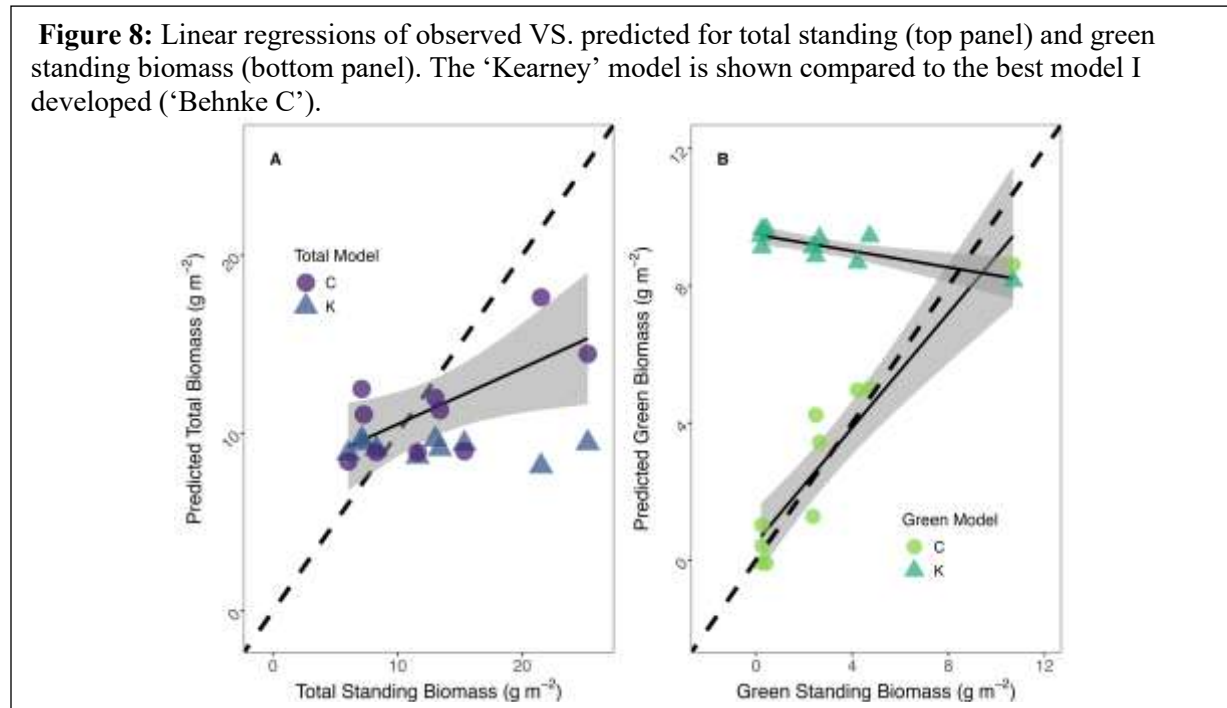 Figure 8: Linear regressions of observed VS. predicted for total standing (top panel) and green
standing biomass (bottom panel). The ‘Kearney’ model is shown compared to the best model I
developed (‘Behnke C’).
A
Predicted Total Biomass (g m⁻²)
20
10
0
Total Model
C
K
0 10 20
Total Standing Biomass (g m⁻²)
B
Predicted Green Biomass (g m⁻²)
12
8
4
0
Green Model
C
K
0 4 8 12
Green Standing Biomass (g m⁻²)